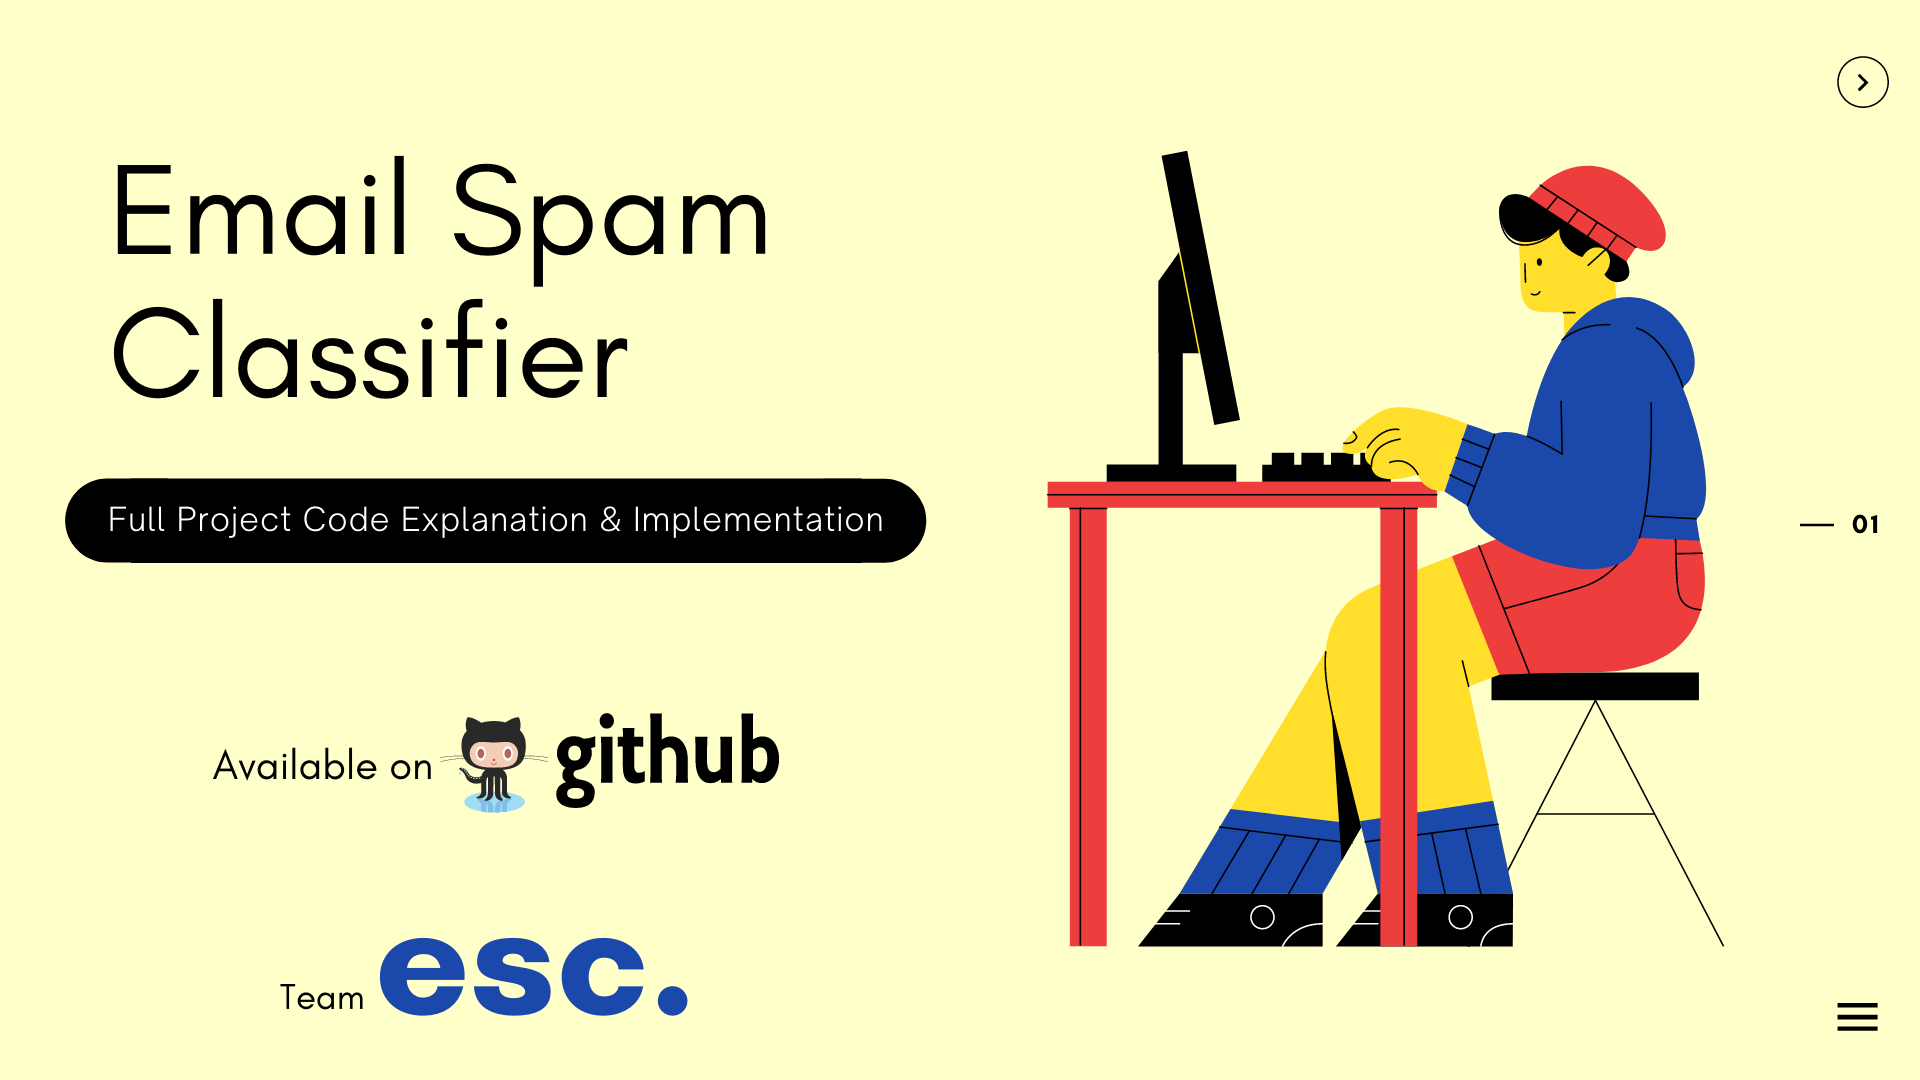 Email Spam
Classifier
Full Project Code Explanation & Implementation
Available on github
Team esc.
01